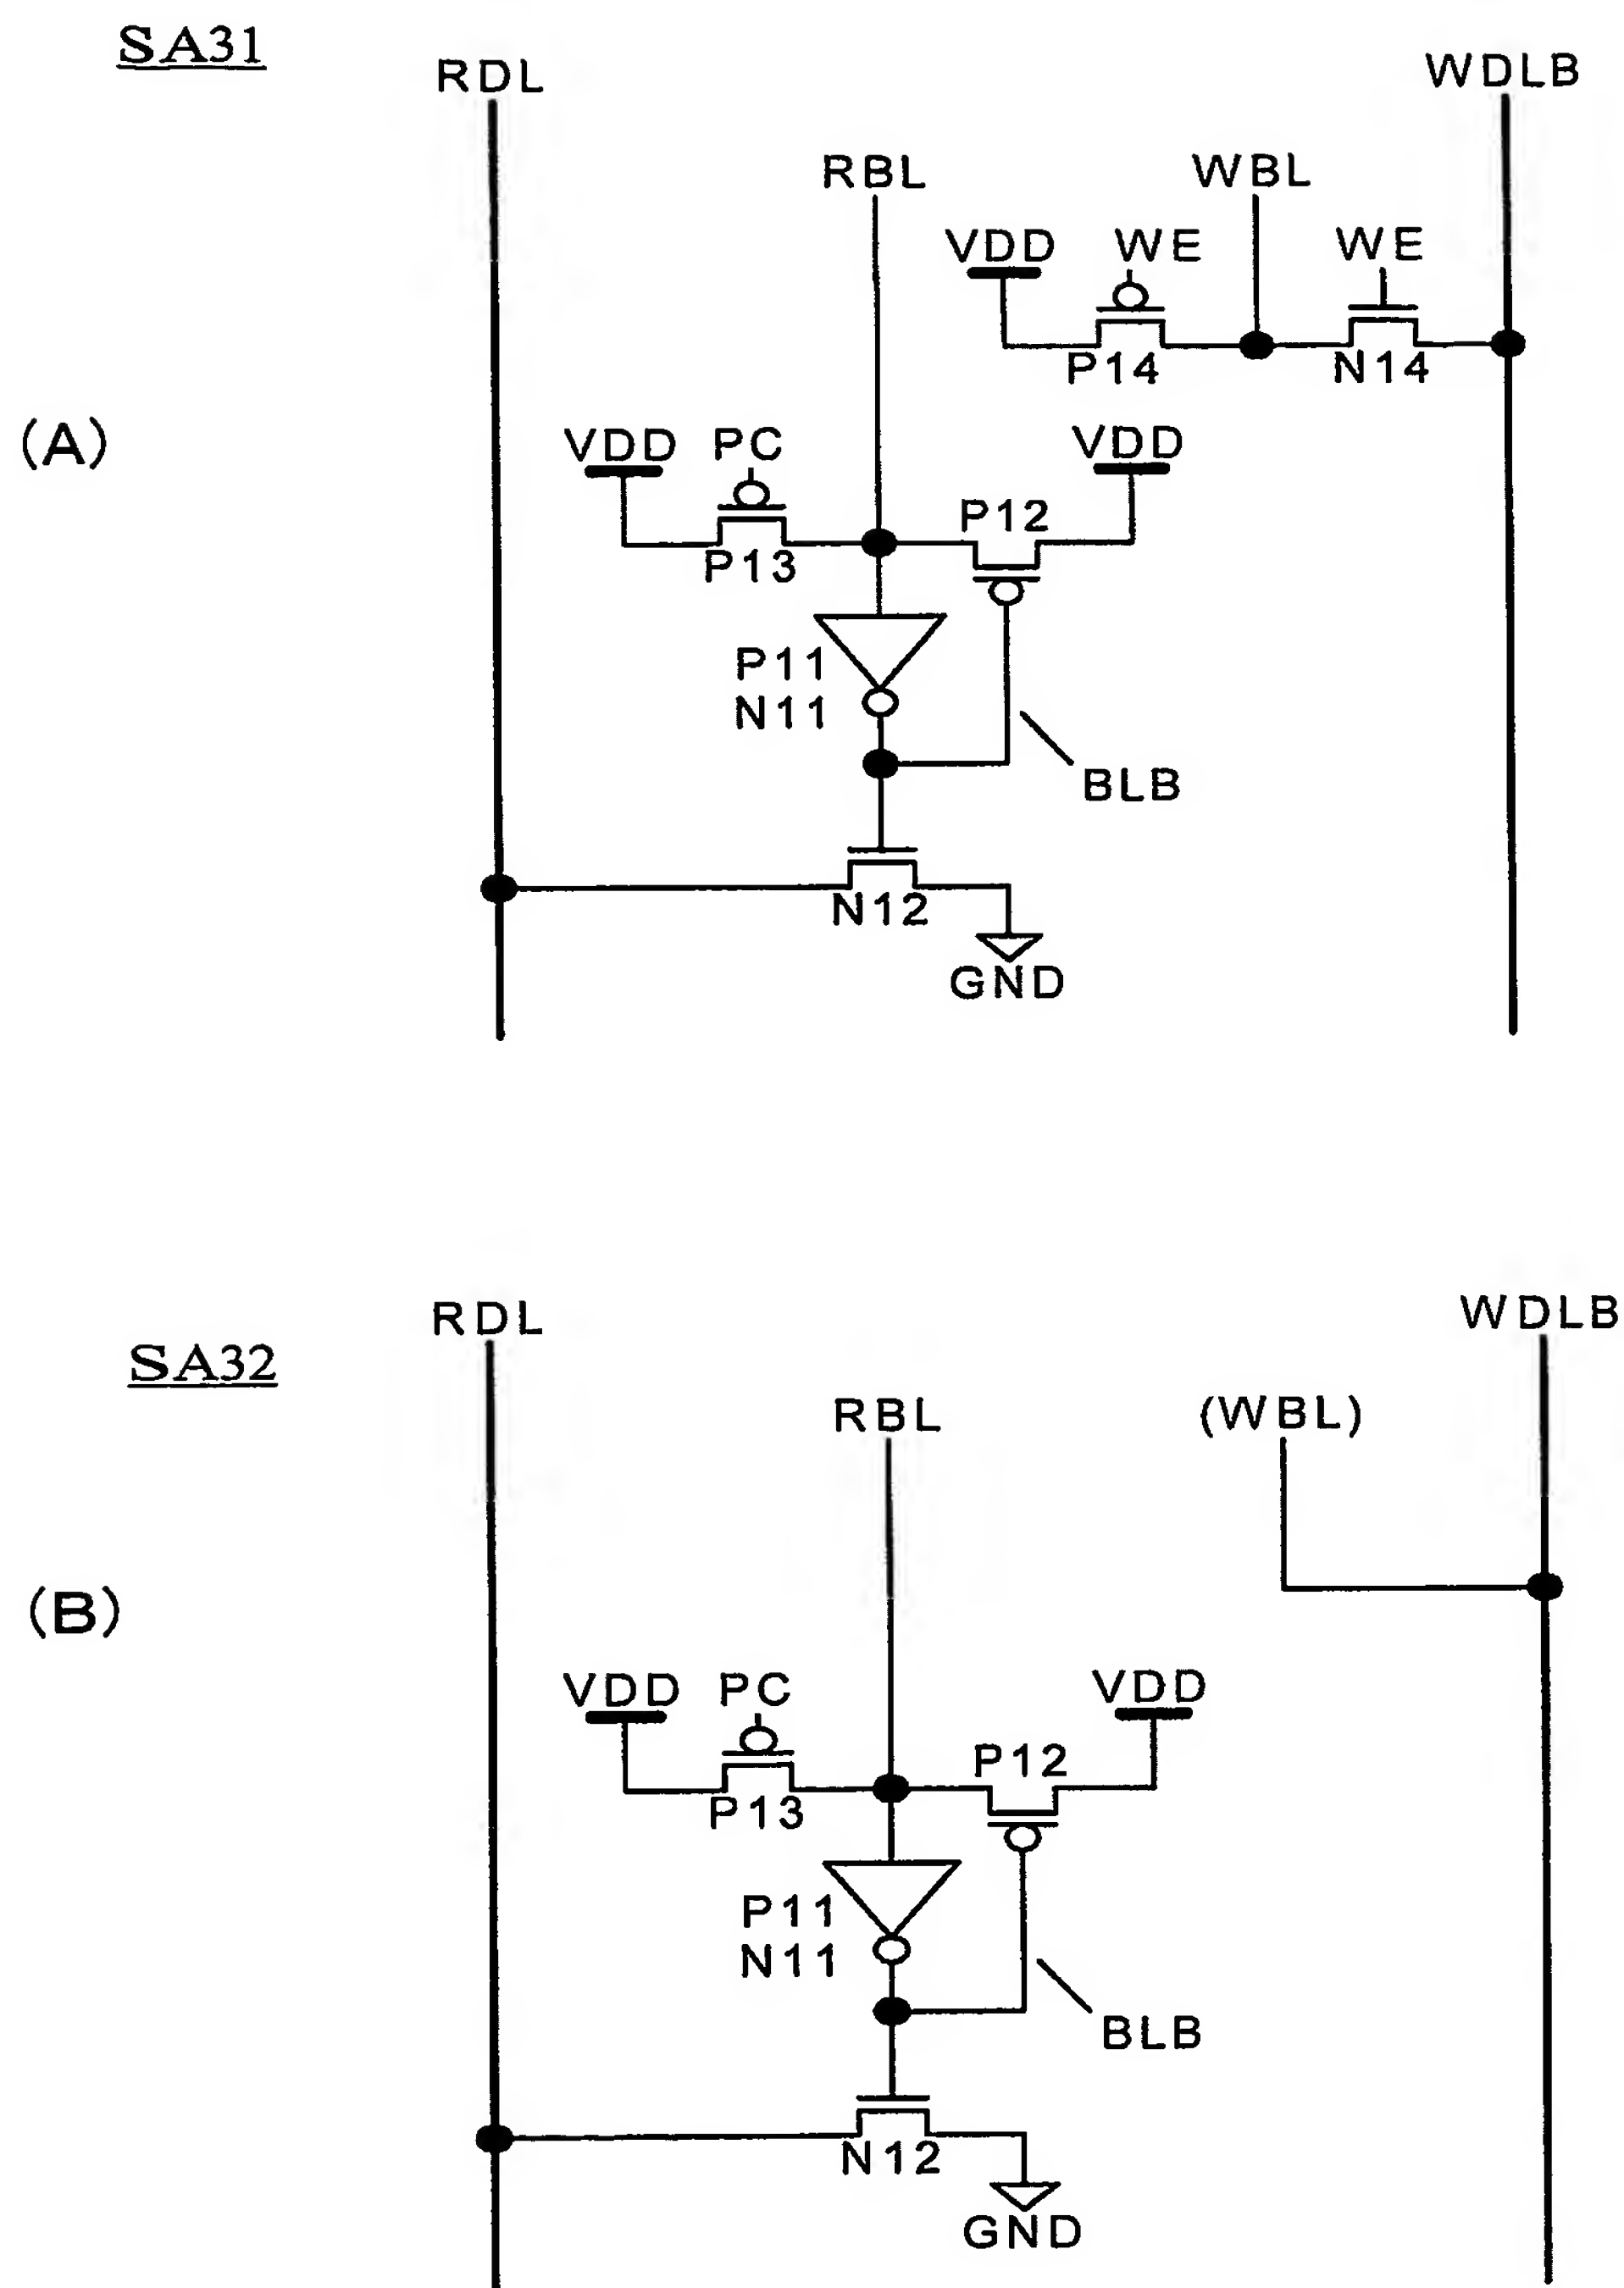 SA31
RDL
WDLB
RBL
WBL
VDD
WE
WE
P14
N14
(A)
VDD
PC
VDD
P12
P13
P11
N11
BLB
N12
GND
RDL
WDLB
SA32
RBL
(WBL)
(B)
VDD
PC
VDD
P12
P13
P11
N11
BLB
N12
GND